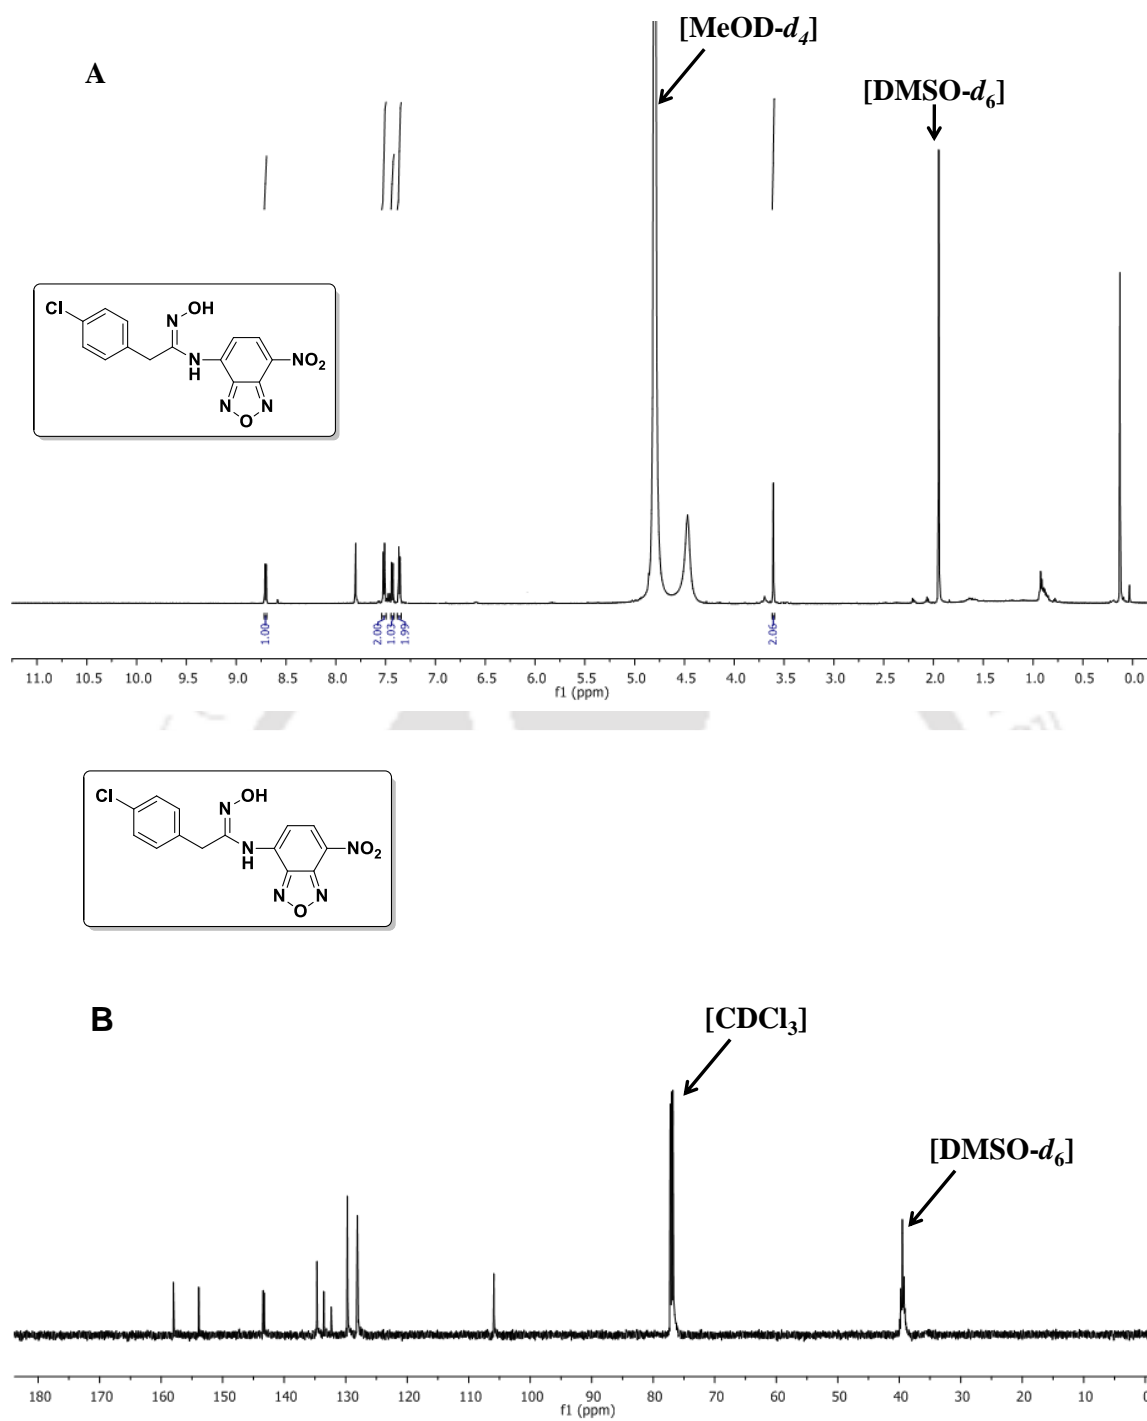 [MeOD-d4]
A
[DMSO-d6]
Cl
N OH
N
H
NO2
N N
O
1.00
2.00
1.03
1.99
2.06
11.0 10.5 10.0 9.5 9.0 8.5 8.0 7.5 7.0 6.5 6.0 5.5 5.0 4.5 4.0 3.5 3.0 2.5 2.0 1.5 1.0 0.5 0.0
f1 (ppm)
Cl
N OH
N
H
NO2
N N
O
B
[CDCl3]
[DMSO-d6]
180 170 160 150 140 130 120 110 100 90 80 70 60 50 40 30 20 10 0
f1 (ppm)